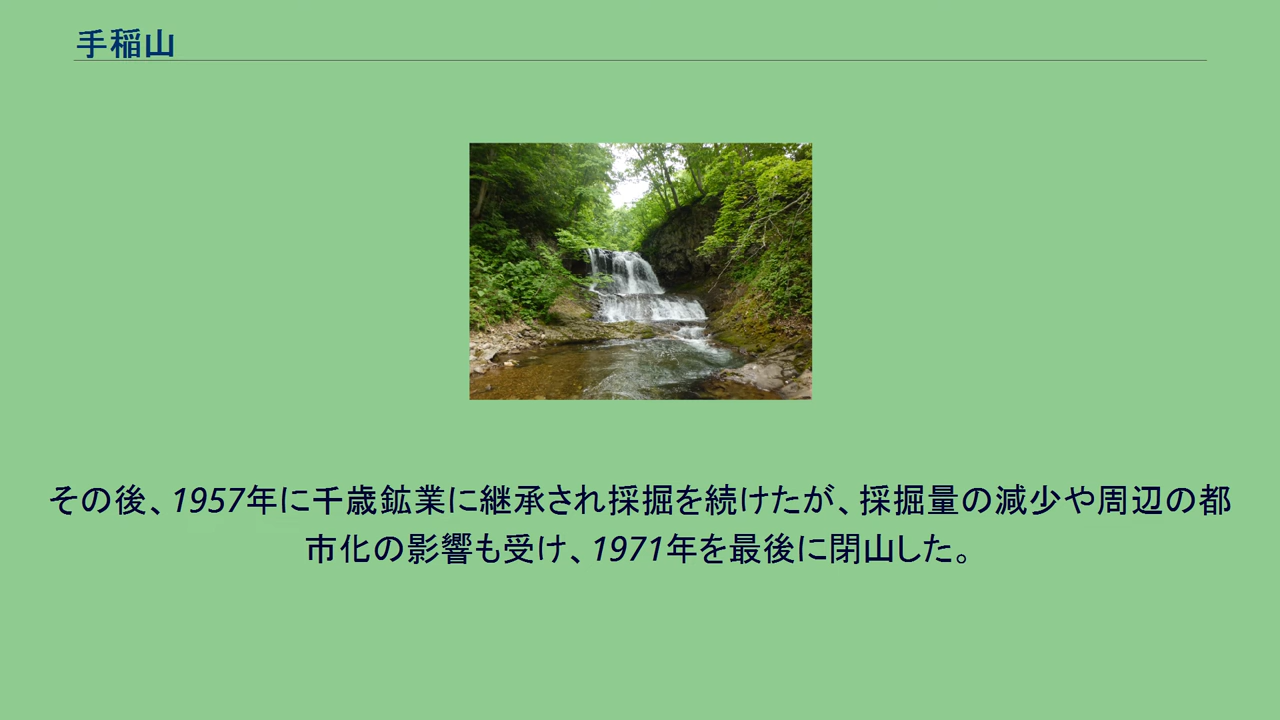 手稲山
その後、1957年に千歳鉱業に継承され採掘を続けたが、採掘量の減少や周辺の都
市化の影響も受け、1971年を最後に閉山した。